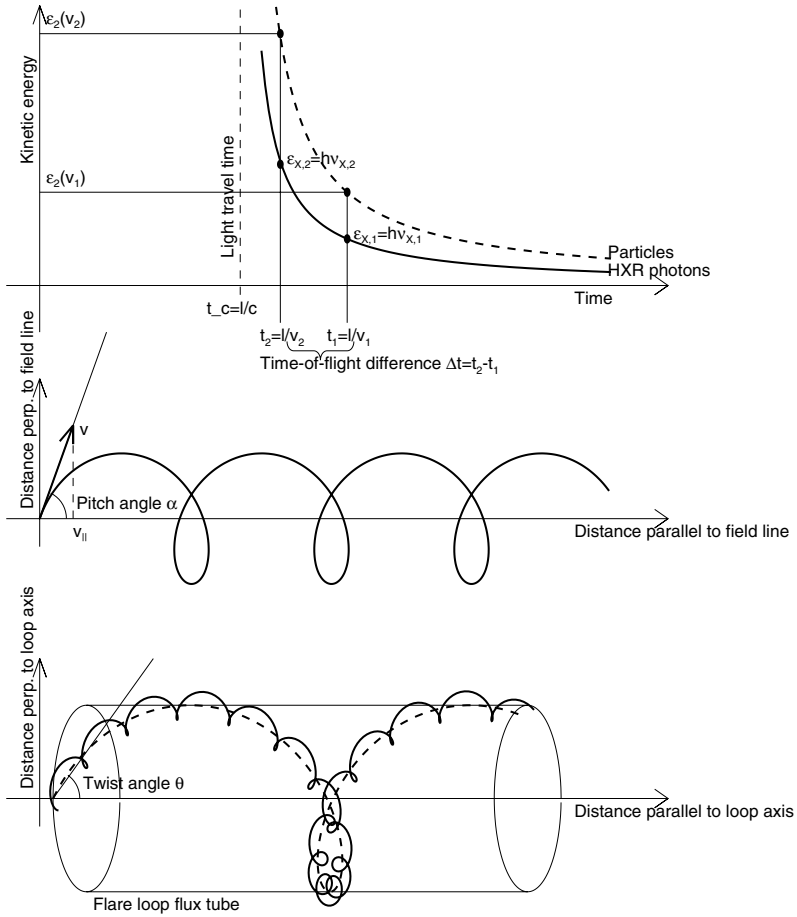 ε2(v2)
Kinetic energy
Light travel time
εX,2=hνX,2
ε2(v1)
εX,1=hνX,1
Particles
HXR photons
Time
t_c=l/c
t2=l/v2
t1=l/v1
Time-of-flight difference Δt=t2-t1
Distance perp. to field line
v
Pitch angle α
v||
Distance parallel to field line
Distance perp. to loop axis
Twist angle θ
Distance parallel to loop axis
Flare loop flux tube